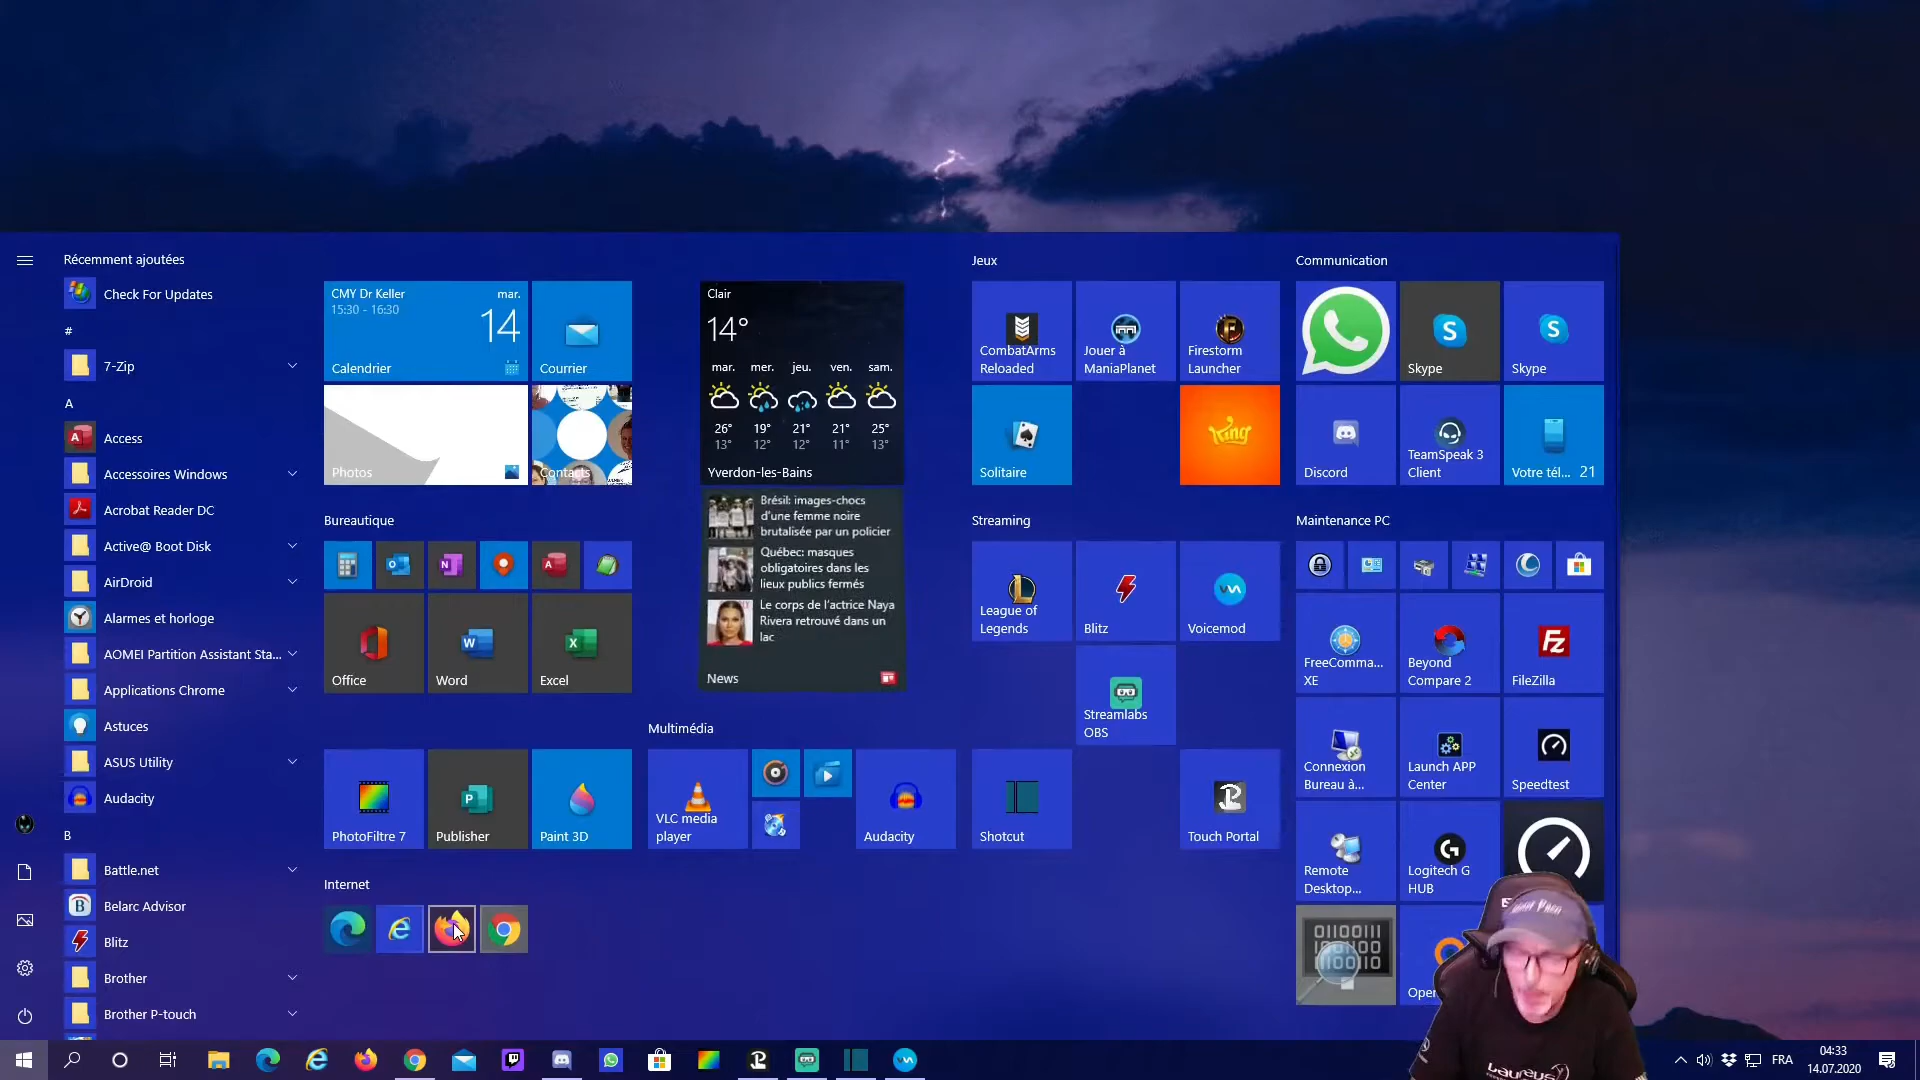 Récemment ajoutées
Check For Updates
#
7-Zip
A
Access
Accessoires Windows
Acrobat Reader DC
Active@ Boot Disk
AirDroid
Alarmes et horloge
AOMEI Partition Assistant Sta...
Applications Chrome
Astuces
ASUS Utility
Audacity
B
Battle.net
Belarc Advisor
Blitz
Brother
Brother P-touch
CMY Dr Keller
15:30 - 16:30
mar.
14
Calendrier
Courrier
Photos
Contacts
Bureautique
Office
Word
Excel
PhotoFiltre 7
Publisher
Paint 3D
Internet
Clair
14°
mar. mer. jeu. ven. sam.
26° 19° 21° 21° 25°
13° 12° 12° 11° 13°
Yverdon-les-Bains
Brésil: images-chocs
d'une femme noire
brutalisée par un policier
Québec: masques
obligatoires dans les
lieux publics fermés
Le corps de l'actrice Naya
Rivera retrouvé dans un
lac
News
Multimédia
VLC media
player
Audacity
Jeux
CombatArms
Reloaded
Jouer à
ManiaPlanet
Firestorm
Launcher
Solitaire
King
Streaming
League of
Legends
Blitz
Voicemod
Streamlabs
OBS
Shotcut
Touch Portal
Communication
Skype
Skype
Discord
TeamSpeak 3
Client
Votre tél... 21
Maintenance PC
FreeComma...
XE
Beyond
Compare 2
FileZilla
Connexion
Bureau à...
Launch APP
Center
Speedtest
Remote
Desktop...
Logitech G
HUB
01100111
100110
Oper
FRA
04:33
14.07.2020